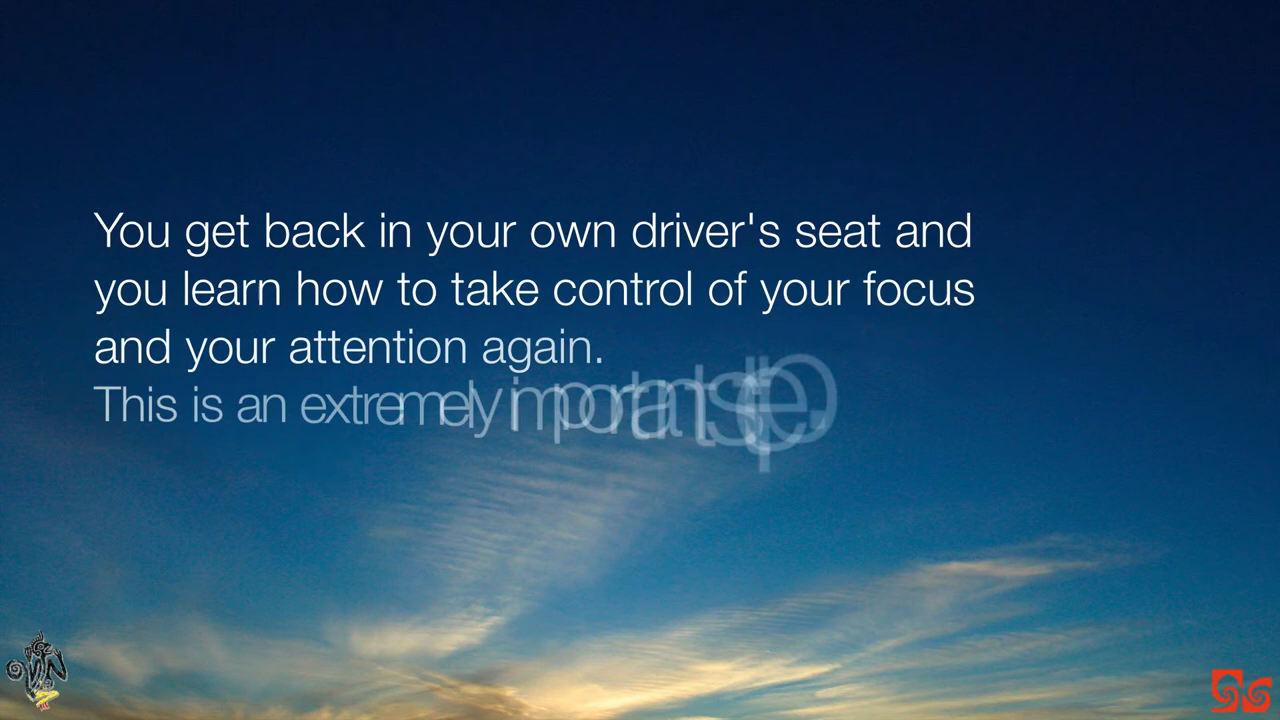 You get back in your own driver's seat and
you learn how to take control of your focus
and your attention again.
This is an extremely important step.